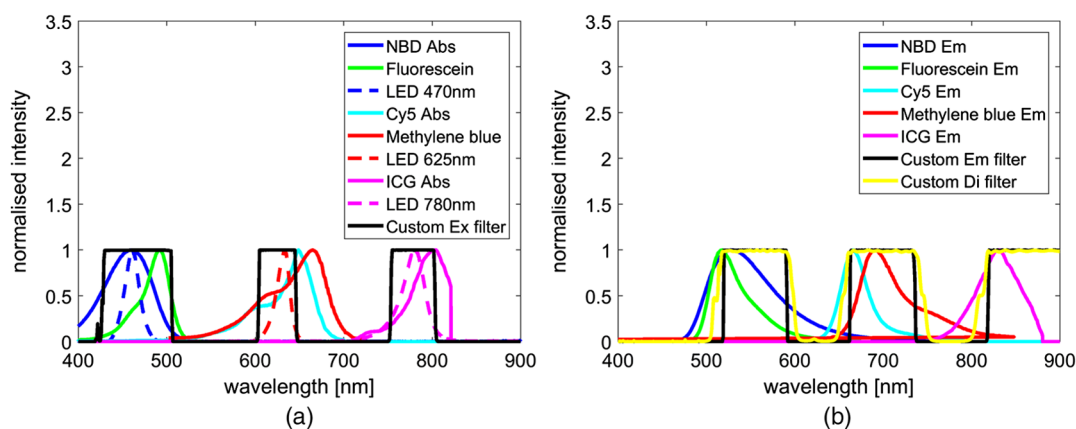 3.5
3
2.5
2
1.5
1
0.5
0
normalised intensity
400
500
600
700
800
900
wavelength [nm]
NBD Abs
Fluorescein
LED 470nm
Cy5 Abs
Methylene blue
LED 625nm
ICG Abs
LED 780nm
Custom Ex filter
(a)
3.5
3
2.5
2
1.5
1
0.5
0
normalised intensity
400
500
600
700
800
900
wavelength [nm]
NBD Em
Fluorescein Em
Cy5 Em
Methylene blue Em
ICG Em
Custom Em filter
Custom Di filter
(b)